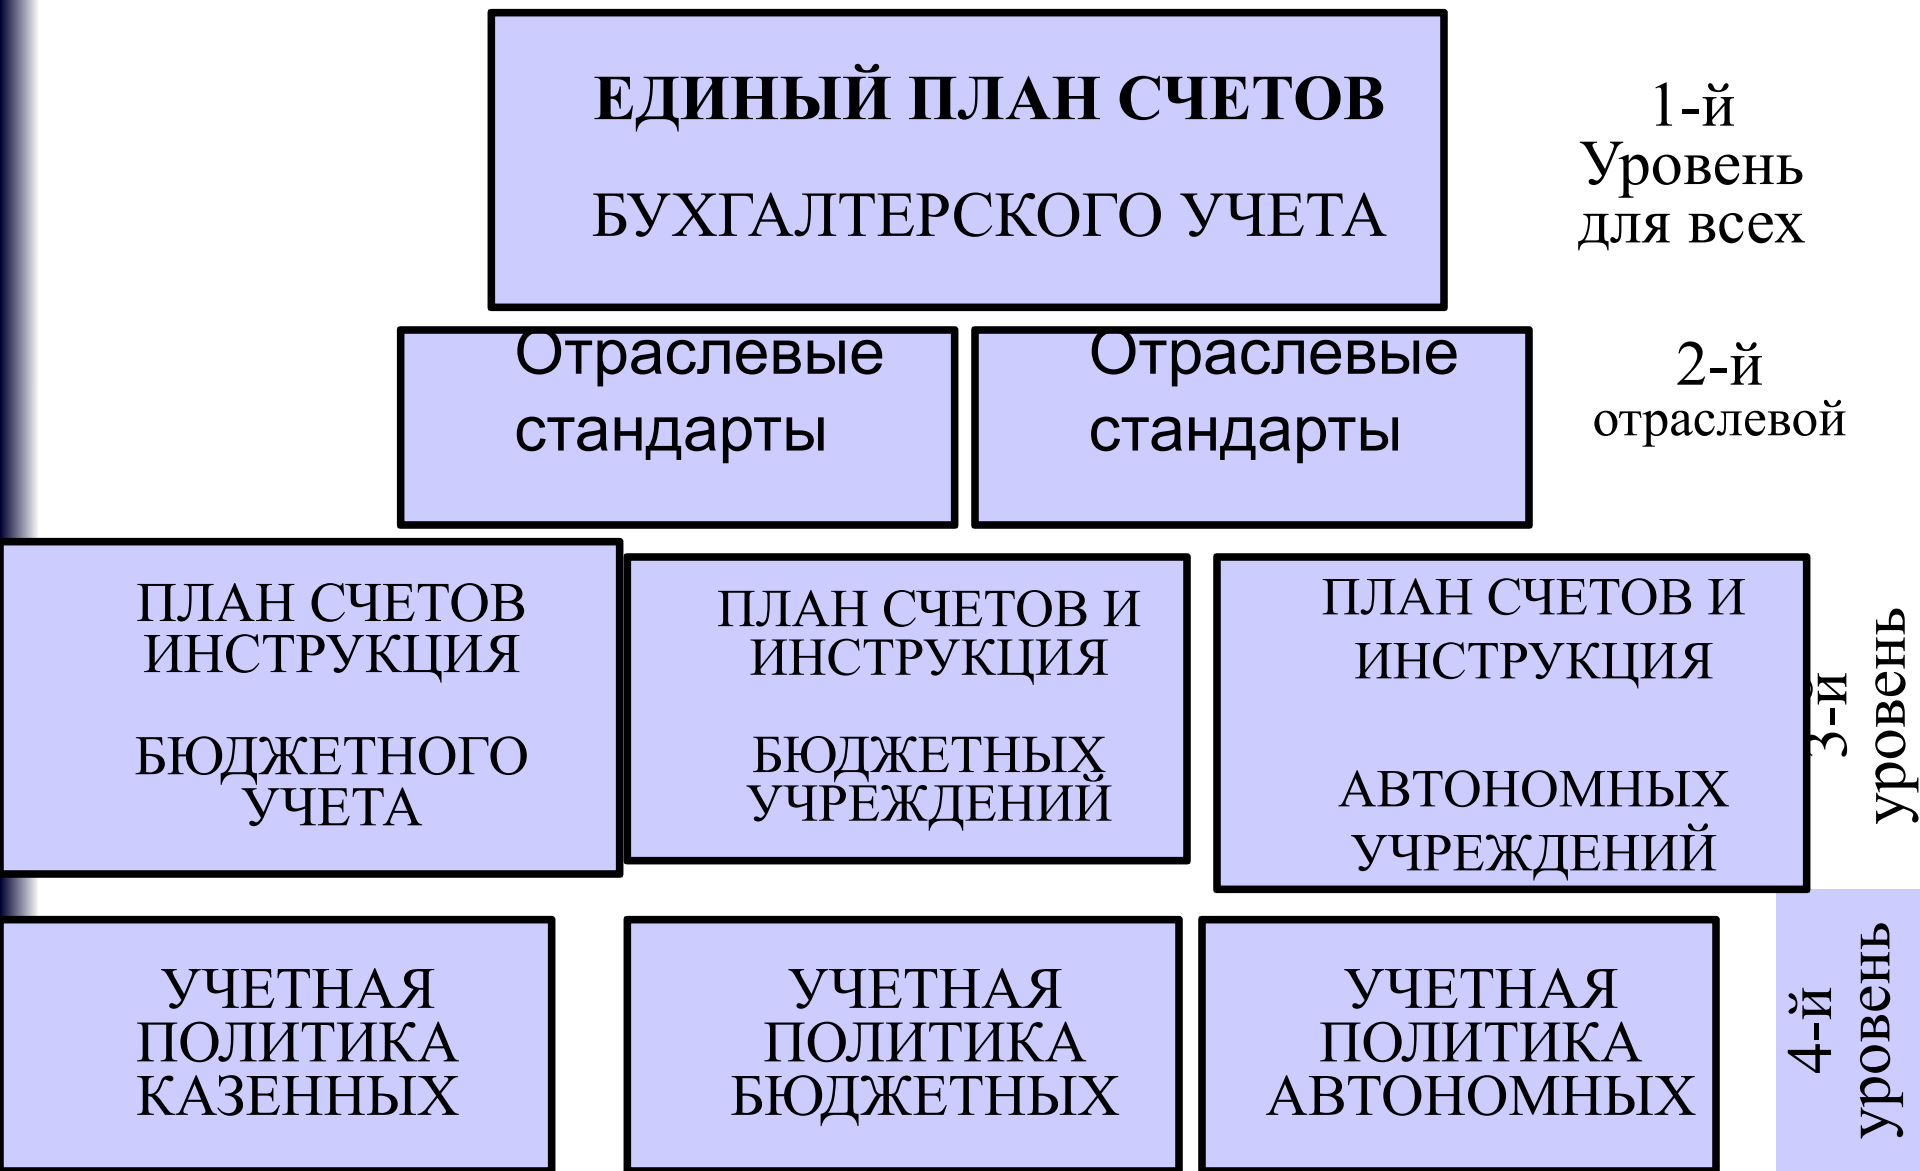 ЕДИНЫЙ ПЛАН СЧЕТОВ
БУХГАЛТЕРСКОГО УЧЕТА
1-й
Уровень
для всех
Отраслевые
стандарты
Отраслевые
стандарты
2-й
отраслевой
ПЛАН СЧЕТОВ
ИНСТРУКЦИЯ
БЮДЖЕТНОГО
УЧЕТА
ПЛАН СЧЕТОВ И
ИНСТРУКЦИЯ
БЮДЖЕТНЫХ
УЧРЕЖДЕНИЙ
ПЛАН СЧЕТОВ И
ИНСТРУКЦИЯ
АВТОНОМНЫХ
УЧРЕЖДЕНИЙ
3-й
уровень
УЧЕТНАЯ
ПОЛИТИКА
КАЗЕННЫХ
УЧЕТНАЯ
ПОЛИТИКА
БЮДЖЕТНЫХ
УЧЕТНАЯ
ПОЛИТИКА
АВТОНОМНЫХ
4-й
уровень